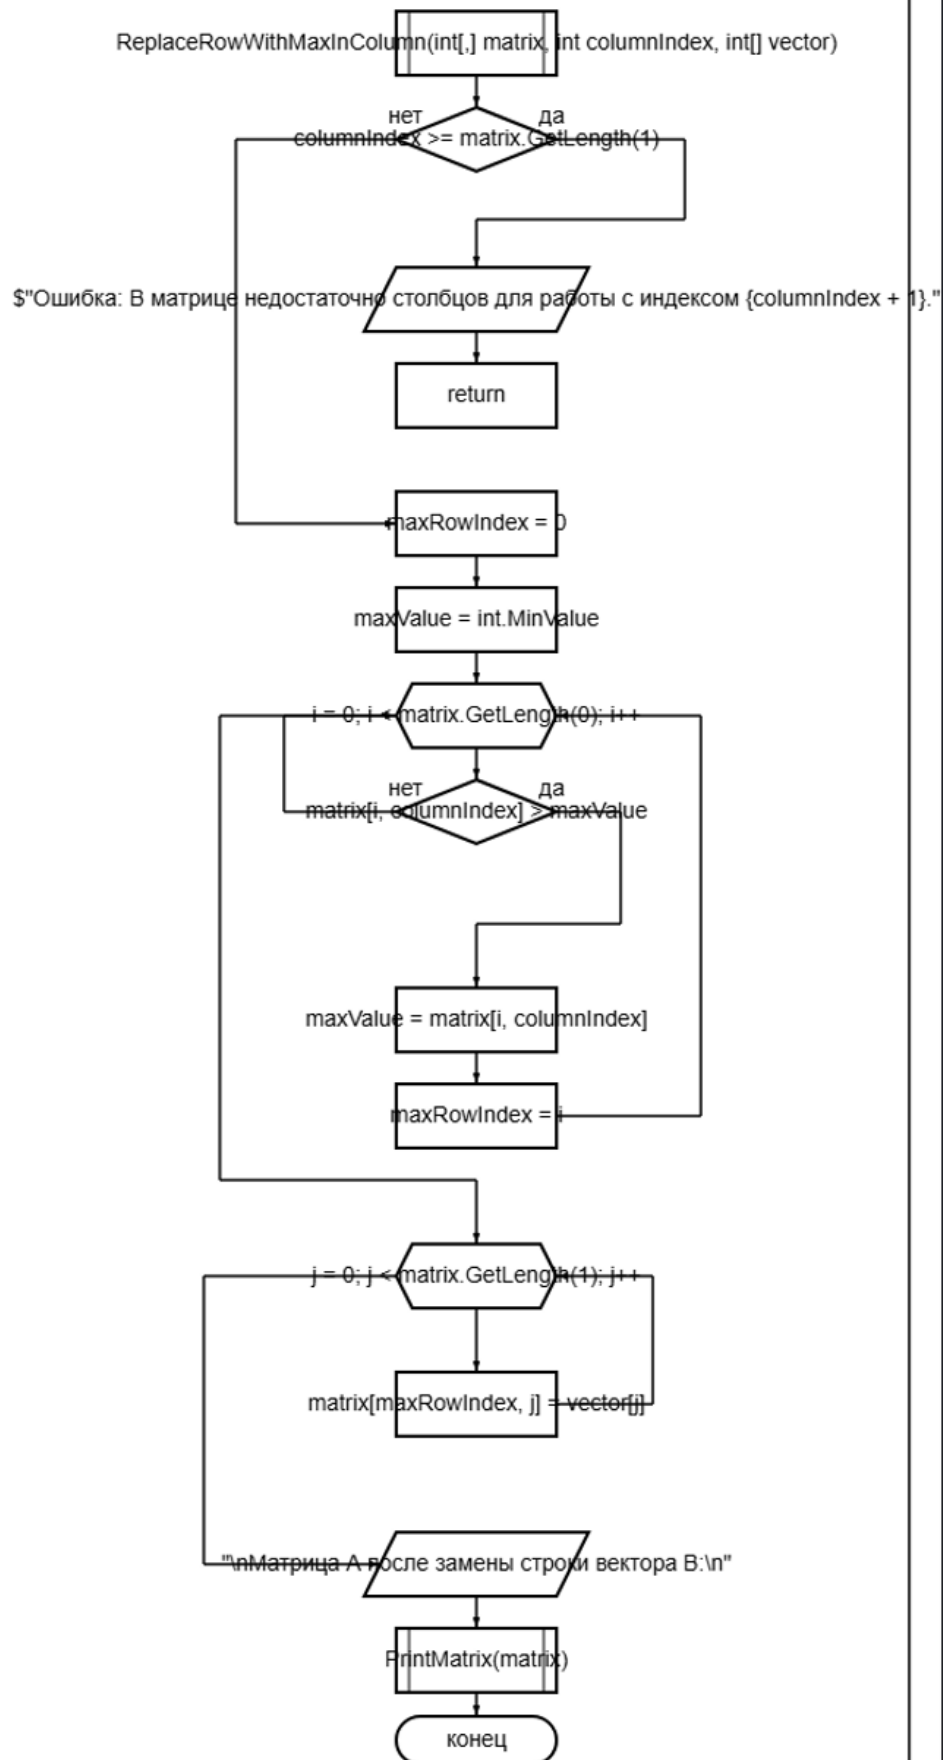 ReplaceRowWithMaxInColumn(int[,] matrix, int columnIndex, int[] vector)
нет
да
columnIndex >= matrix.GetLength(1)
$"Ошибка: В матрице недостаточно столбцов для работы с индексом {columnIndex + 1}."
return
maxRowIndex = 0
maxValue = int.MinValue
i = 0; i < matrix.GetLength(0); i++
нет
да
matrix[i, columnIndex] > maxValue
maxValue = matrix[i, columnIndex]
maxRowIndex = i
j = 0; j < matrix.GetLength(1); j++
matrix[maxRowIndex, j] = vector[j]
"\nМатрица A после замены строки вектора B:\n"
PrintMatrix(matrix)
конец